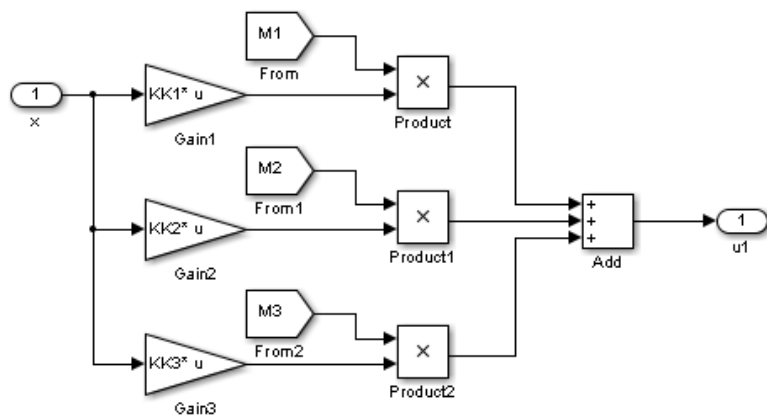 M1
From
1
x
KK1* u
Gain1
×
Product
M2
From1
KK2* u
Gain2
×
Product1
+
+
+
Add
1
u1
M3
From2
KK3* u
Gain3
×
Product2